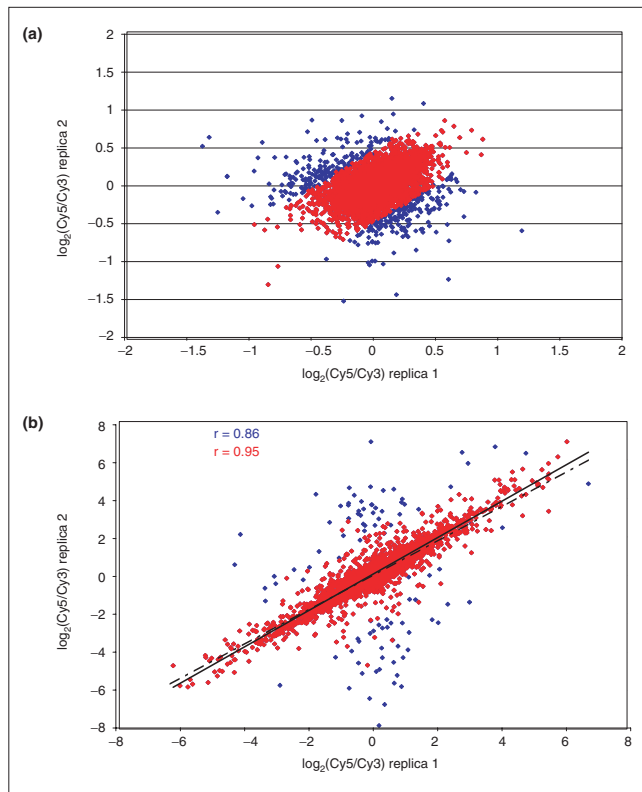 (a)
2
1.5
1
0.5
0
−0.5
−1
−1.5
−2
log2(Cy5/Cy3) replica 2
−2 −1.5 −1 −0.5 0 0.5 1 1.5 2
log2(Cy5/Cy3) replica 1
(b)
r = 0.86
r = 0.95
8
6
4
2
0
−2
−4
−6
−8
log2(Cy5/Cy3) replica 2
−8 −6 −4 −2 0 2 4 6 8
log2(Cy5/Cy3) replica 1